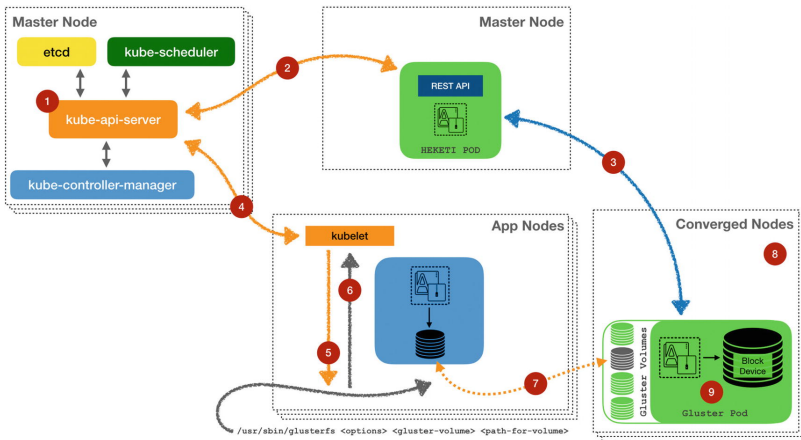 Master Node
etcd
kube-scheduler
1
kube-api-server
kube-controller-manager
2
Master Node
REST API
HEKETI POD
3
4
App Nodes
kubelet
6
5
7
Converged Nodes
8
Gluster Volumes
Block
Device
9
Gluster Pod
/usr/sbin/glusterfs <options> <gluster-volume> <path-for-volume>